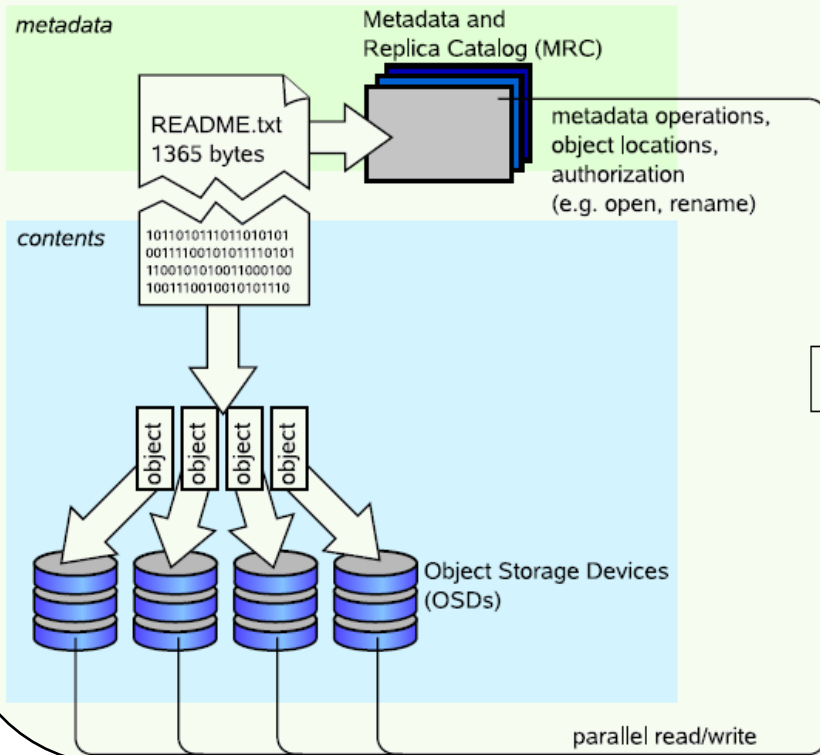 metadata
Metadata and
Replica Catalog (MRC)
README.txt
1365 bytes
metadata operations,
object locations,
authorization
(e.g. open, rename)
contents
1011010111011010101
0011110010101110101
1100101010011000100
1001110010010101110
object
object
object
object
Object Storage Devices
(OSDs)
parallel read/write